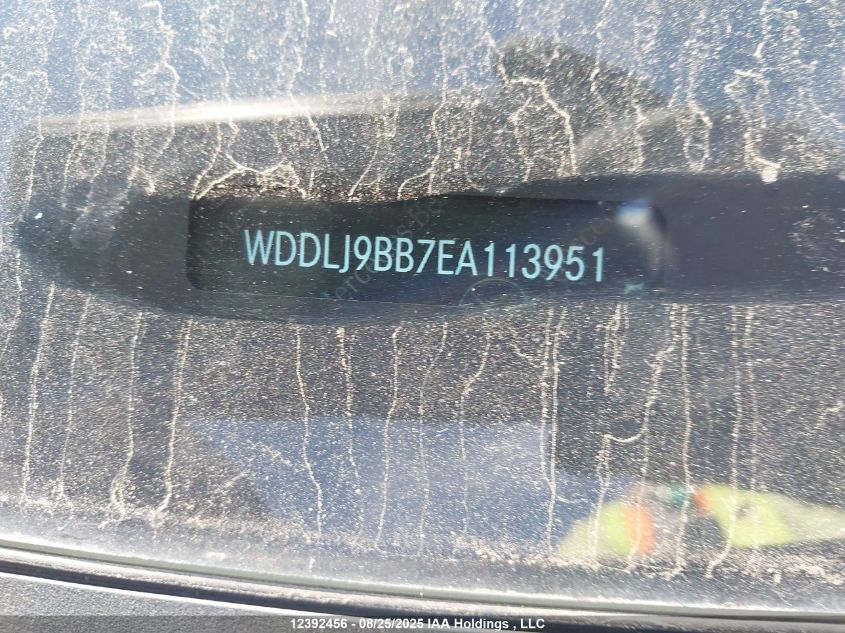 WDDLJ9BB7EA113951
12392456 - 08/25/2025 IAA Holdings , LLC